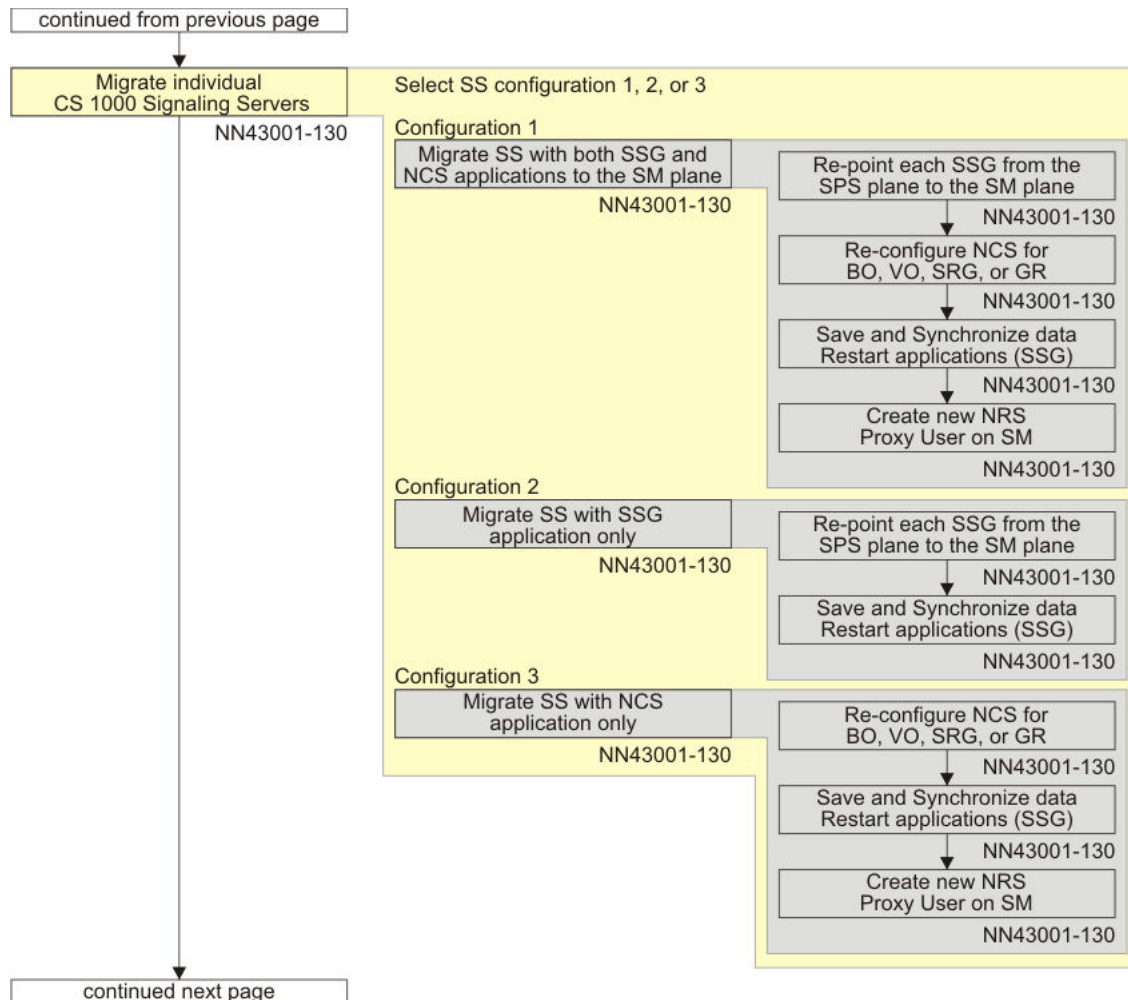 continued from previous page
Migrate individual
CS 1000 Signaling Servers
NN43001-130
Select SS configuration 1, 2, or 3
Configuration 1
Migrate SS with both SSG and
NCS applications to the SM plane
NN43001-130
Re-point each SSG from the
SPS plane to the SM plane
NN43001-130
Re-configure NCS for
BO, VO, SRG, or GR
NN43001-130
Save and Synchronize data
Restart applications (SSG)
NN43001-130
Create new NRS
Proxy User on SM
NN43001-130
Configuration 2
Migrate SS with SSG
application only
NN43001-130
Re-point each SSG from the
SPS plane to the SM plane
NN43001-130
Save and Synchronize data
Restart applications (SSG)
NN43001-130
Configuration 3
Migrate SS with NCS
application only
NN43001-130
Re-configure NCS for
BO, VO, SRG, or GR
NN43001-130
Save and Synchronize data
Restart applications (SSG)
NN43001-130
Create new NRS
Proxy User on SM
NN43001-130
continued next page